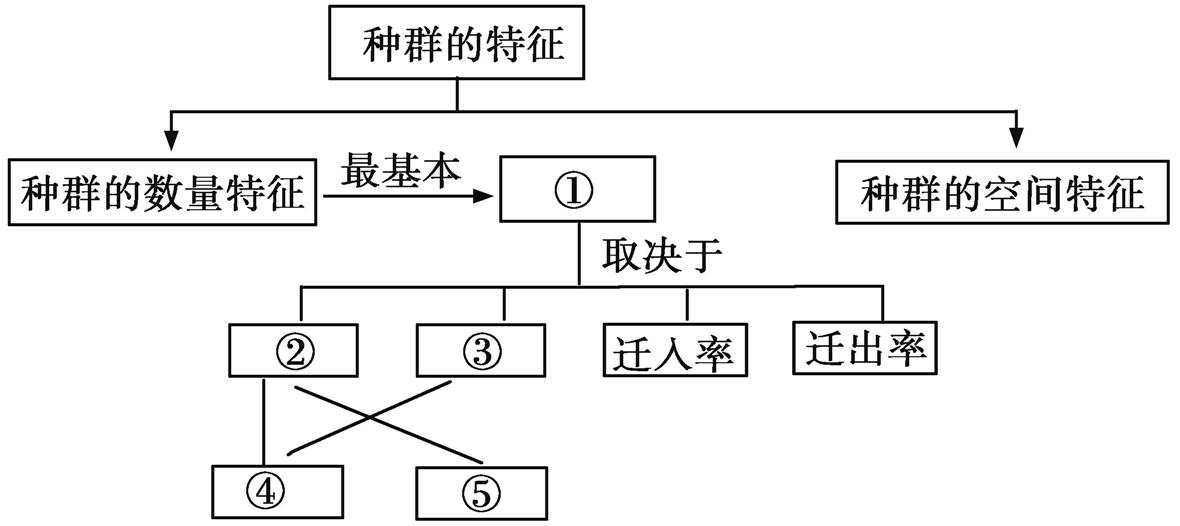 种群的特征
种群的数量特征
最基本
①
种群的空间特征
取决于
②
③
迁入率
迁出率
④
⑤